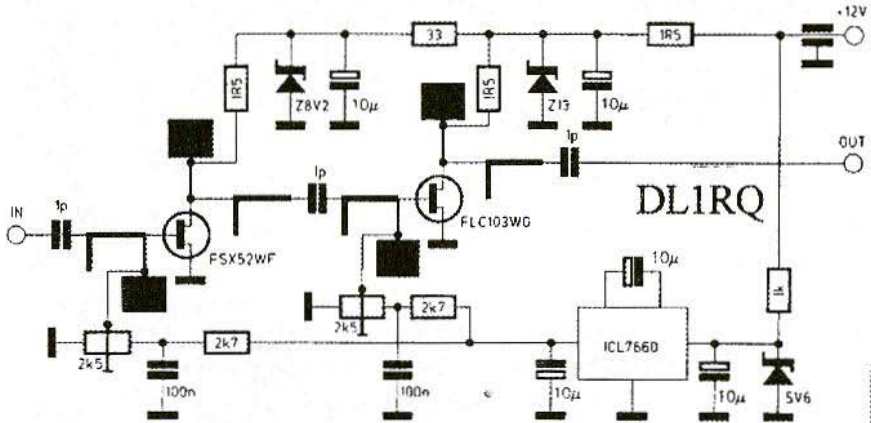 +12V
33
1R5
1R5
Z8V2
10µ
1R5
Z13
10µ
1p
OUT
1p
IN
1p
FSX52WF
FLC103WG
DL1RQ
10µ
1k
2k5
2k7
2k5
2k7
ICL7660
100n
100n
10µ
10µ
5V6